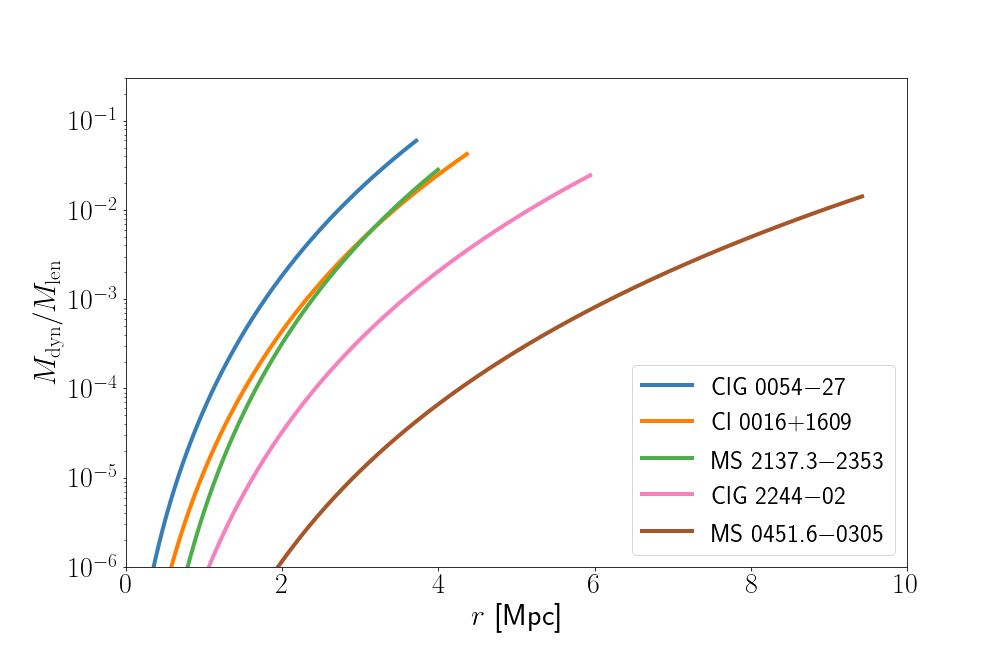 10⁻¹
10⁻²
10⁻³
10⁻⁴
10⁻⁵
10⁻⁶
M_dyn/M_len
0 2 4 6 8 10
r [Mpc]
CIG 0054−27
CI 0016+1609
MS 2137.3−2353
CIG 2244−02
MS 0451.6−0305